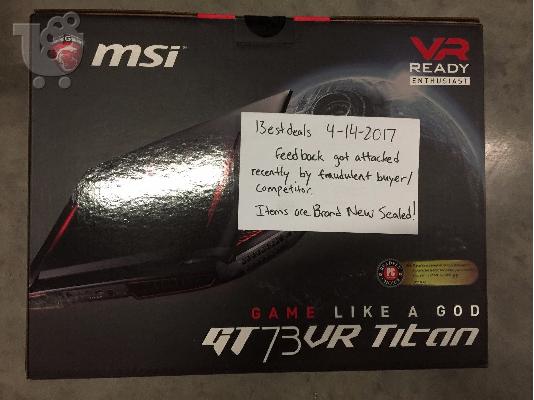 msi
VR
READY
ENTHUSIAST
13estdeals 4-14-2017
feedback got attacked
recently by fraudulent buyer/
competitor.
Items are Brand New Sealed!
PC
GAME LIKE A GOD
GT73VR Titan